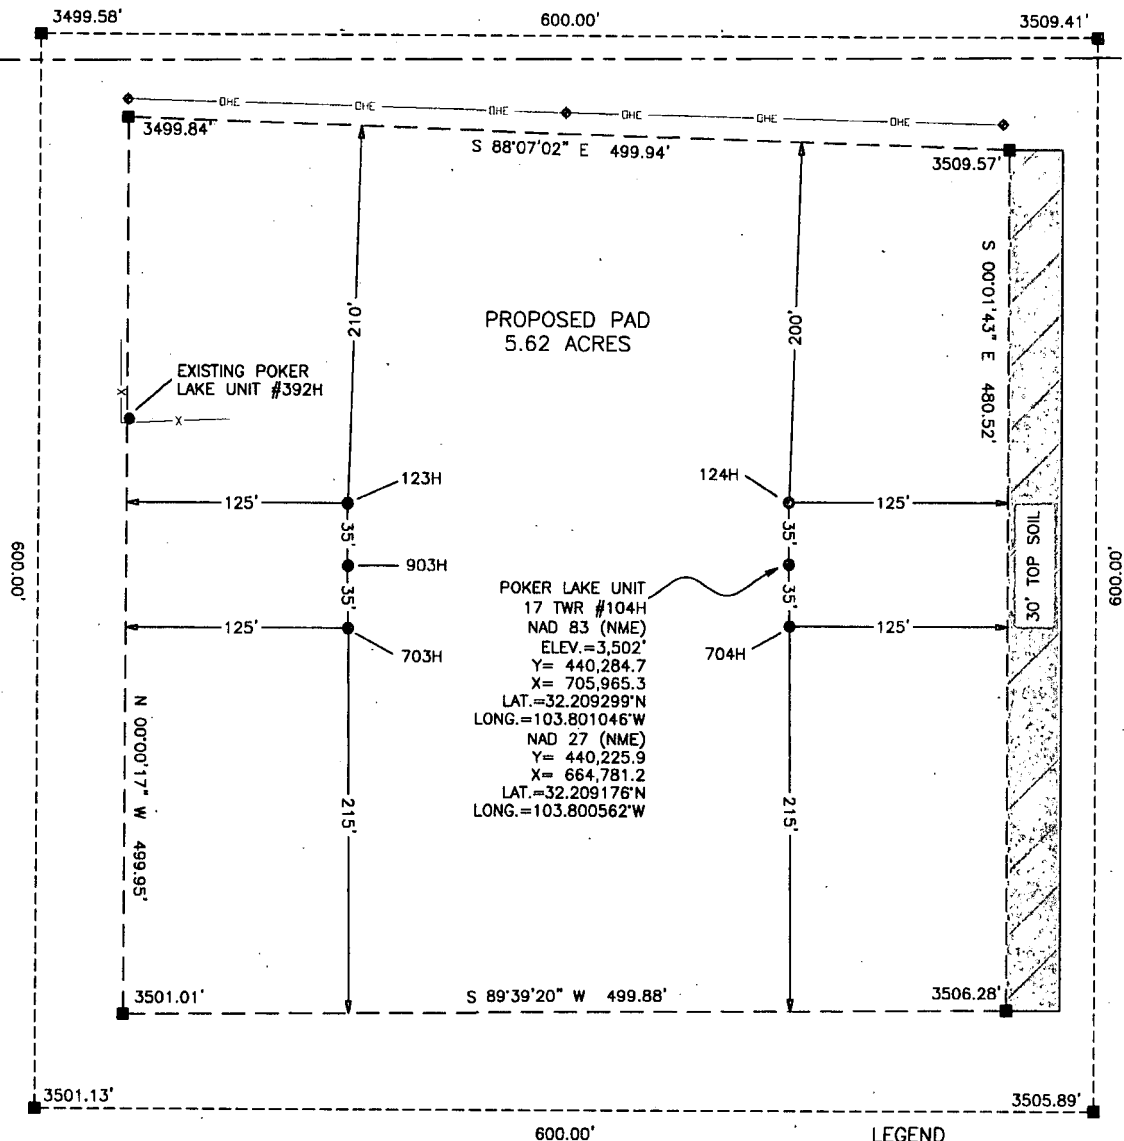 3499.58'
600.00'
3509.41'
OHE
OHE
OHE
OHE
OHE
OHE
3499.84'
S 88°07'02" E 499.94'
3509.57'
S 00°01'43" E 480.52'
210'
200'
PROPOSED PAD
5.62 ACRES
EXISTING POKER
LAKE UNIT #392H
X
X
123H
124H
125'
125'
35'
35'
903H
35'
35'
703H
704H
125'
125'
30' TOP SOIL
600.00'
600.00'
POKER LAKE UNIT
17 TWR #104H
NAD 83 (NME)
ELEV.=3,502'
Y= 440,284.7
X= 705,965.3
LAT.=32.209299°N
LONG.=103.801046°W
NAD 27 (NME)
Y= 440,225.9
X= 664,781.2
LAT.=32.209176°N
LONG.=103.800562°W
N 00°00'17" W 499.95'
215'
215'
3501.01'
S 89°39'20" W 499.88'
3506.28'
3501.13'
3505.89'
600.00'
LEGEND